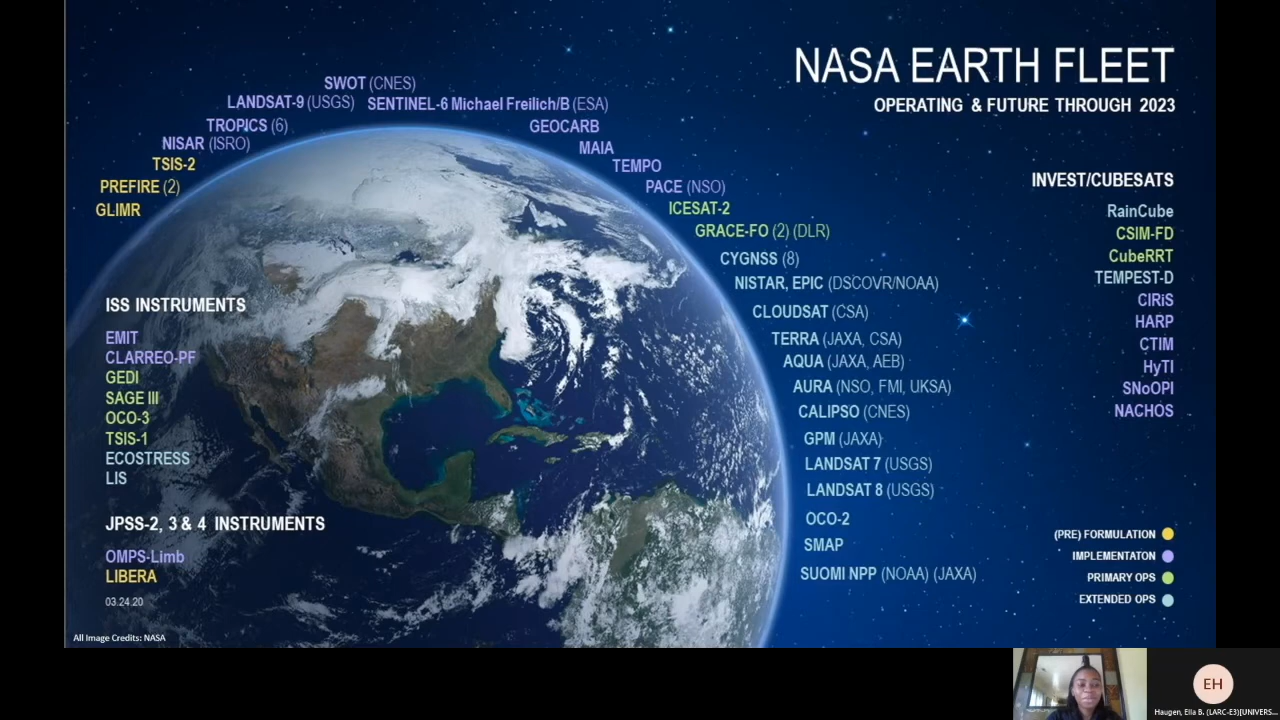 NASA EARTH FLEET
OPERATING & FUTURE THROUGH 2023
SWOT (CNES)
LANDSAT-9 (USGS)
SENTINEL-6 Michael Freilich/B (ESA)
TROPICS (6)
GEOCARB
NISAR (ISRO)
MAIA
TSIS-2
TEMPO
PREFIRE (2)
PACE (NSO)
GLIMR
ICESAT-2
GRACE-FO (2) (DLR)
CYGNSS (8)
NISTAR, EPIC (DSCOVR/NOAA)
CLOUDSAT (CSA)
TERRA (JAXA, CSA)
AQUA (JAXA, AEB)
AURA (NSO, FMI, UKSA)
CALIPSO (CNES)
GPM (JAXA)
LANDSAT 7 (USGS)
LANDSAT 8 (USGS)
OCO-2
SMAP
SUOMI NPP (NOAA) (JAXA)
INVEST/CUBESATS
RainCube
CSIM-FD
CubeRRT
TEMPEST-D
CIRiS
HARP
CTIM
HyTI
SNoOPI
NACHOS
ISS INSTRUMENTS
EMIT
CLARREO-PF
GEDI
SAGE III
OCO-3
TSIS-1
ECOSTRESS
LIS
JPSS-2, 3 & 4 INSTRUMENTS
OMPS-Limb
LIBERA
03.24.20
(PRE) FORMULATION
IMPLEMENTATON
PRIMARY OPS
EXTENDED OPS
All Image Credits: NASA
EH
Haugen, Ella B. (LARC-E3)[UNIVERS...